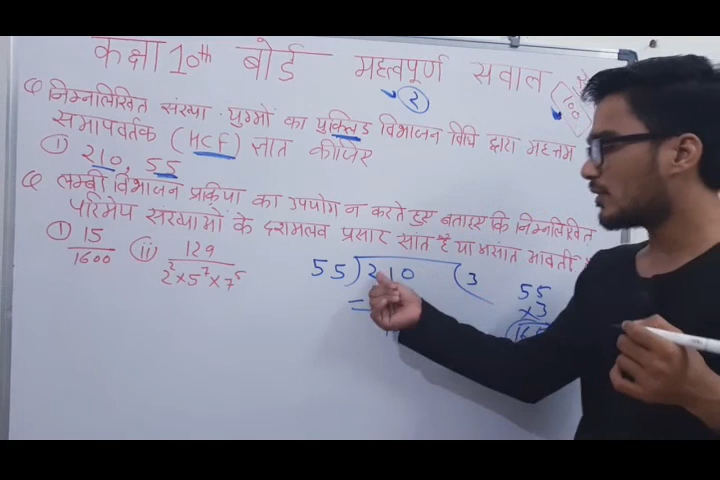 कक्षा 10th बोर्ड महत्वपूर्ण सवाल
२
Q निम्नलिखित संख्या युग्मों का युक्लिड विभाजन विधि द्वारा महत्तम
समापवर्तक (HCF) ज्ञात कीजिए
i) 210, 55
Q लम्बी विभाजन प्रक्रिया का उपयोग न करते हुए बताइए कि निम्नलिखित
परिमेय संख्याओं के दशमलव प्रसार सांत है या असांत आवर्ती
i 15/1600 ii 129/2²×5⁷×7⁵
55)210(3
55
×3